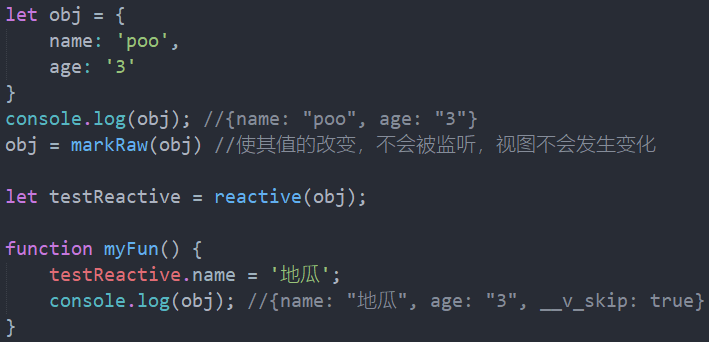 let obj = {
    name: 'poo',
    age: '3'
}
console.log(obj); //{name: "poo", age: "3"}
obj = markRaw(obj) //使其值的改变，不会被监听，视图不会发生变化
let testReactive = reactive(obj);
function myFun() {
    testReactive.name = '地瓜';
    console.log(obj); //{name: "地瓜", age: "3", __v_skip: true}
}